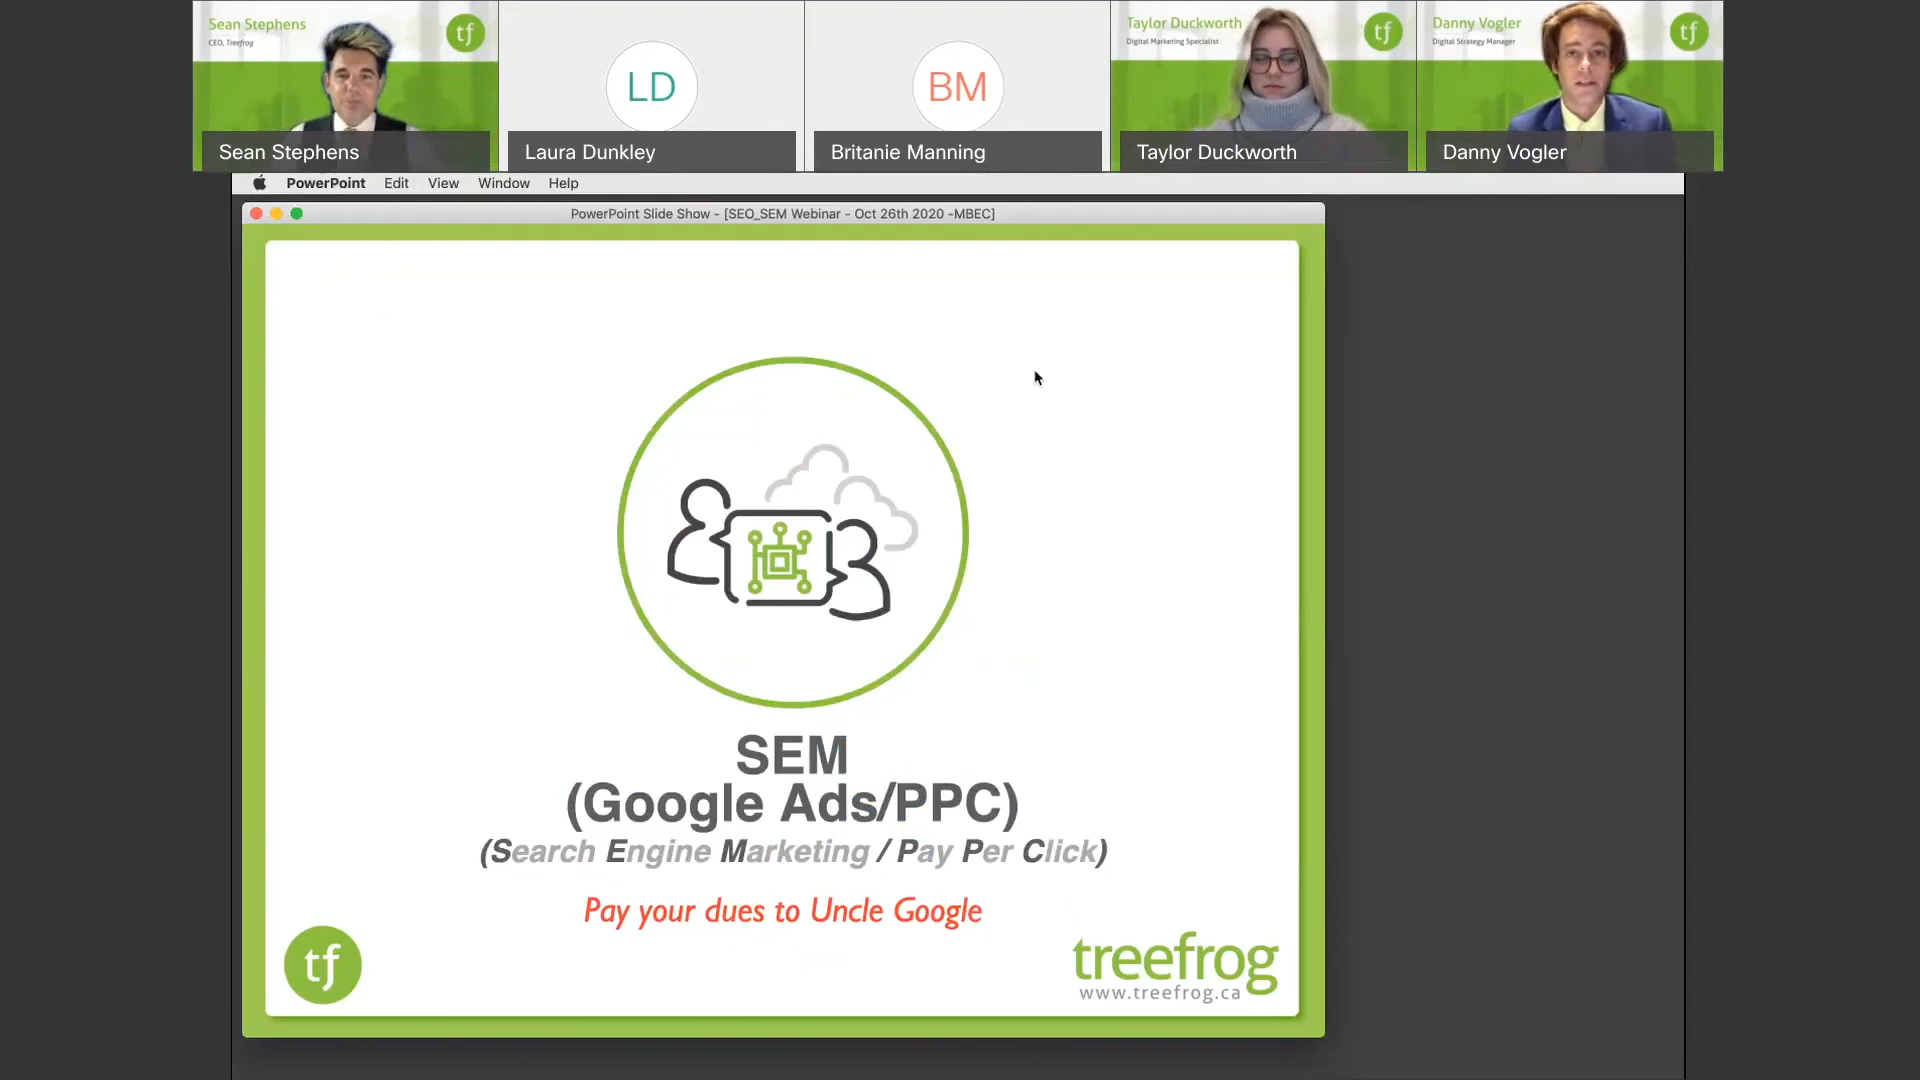 Sean Stephens
CEO, Treefrog
tf
LD
BM
Taylor Duckworth
Digital Marketing Specialist
tf
Danny Vogler
Digital Strategy Manager
tf
Sean Stephens
Laura Dunkley
Britanie Manning
Taylor Duckworth
Danny Vogler
PowerPoint Edit View Window Help
PowerPoint Slide Show - [SEO_SEM Webinar - Oct 26th 2020 -MBEC]
SEM
(Google Ads/PPC)
(Search Engine Marketing / Pay Per Click)
Pay your dues to Uncle Google
tf
treefrog
www.treefrog.ca